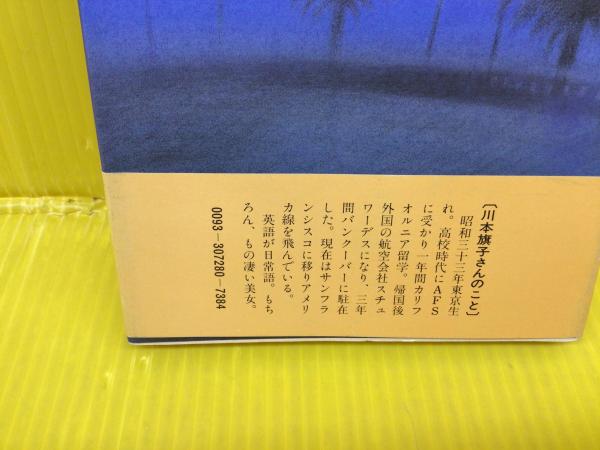 〔川本旗子さんのこと〕
昭和三十三年東京生
れ。高校時代にAFS
に受かり一年間カリフ
オルニア留学。帰国後
外国の航空会社スチュ
ワーデスになり、三年
間バンクーバーに駐在
した。現在はサンフラ
ンシスコに移りアメリ
カ線を飛んでいる。
英語が日常語。もち
ろん、もの凄い美女。
0093-307280-7384